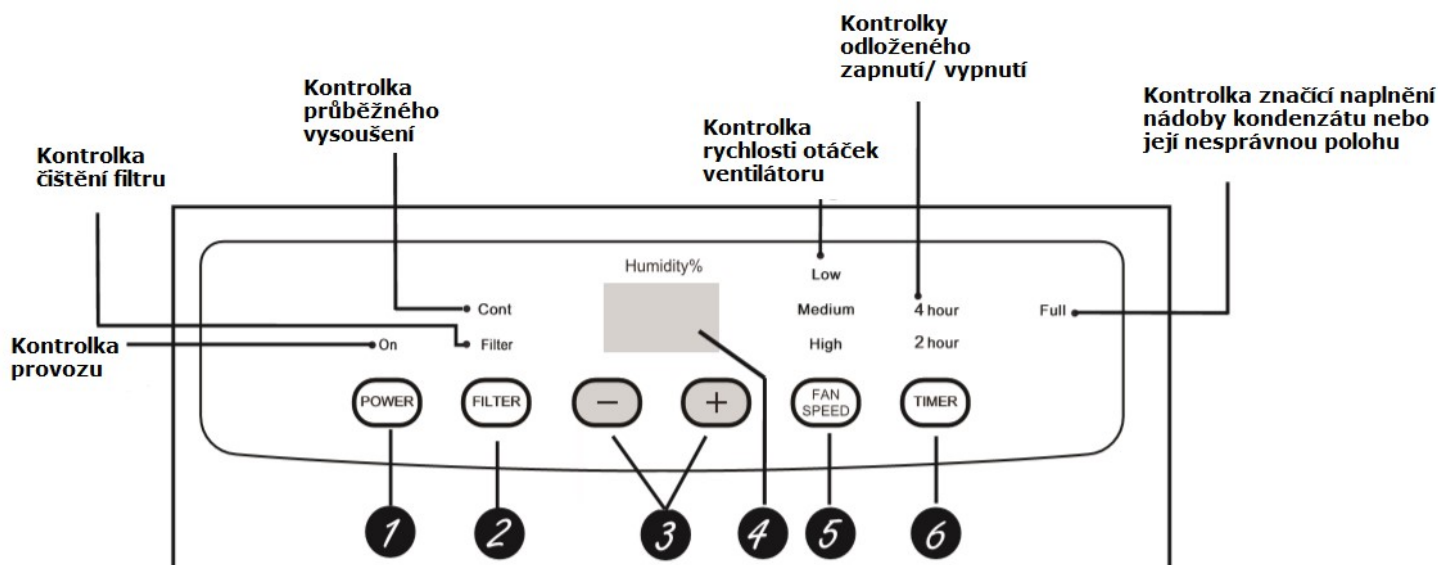 Kontrolky
odloženého
zapnutí/ vypnutí
Kontrolka
průběžného
vysoušení
Kontrolka značící naplnění
nádoby kondenzátu nebo
její nesprávnou polohu
Kontrolka
rychlosti otáček
ventilátoru
Kontrolka
čištění filtru
Humidity%
Low
Cont
Medium
4 hour
Full
Kontrolka
provozu
On
Filter
High
2 hour
POWER
FILTER
−
+
FAN
SPEED
TIMER
1
2
3
4
5
6